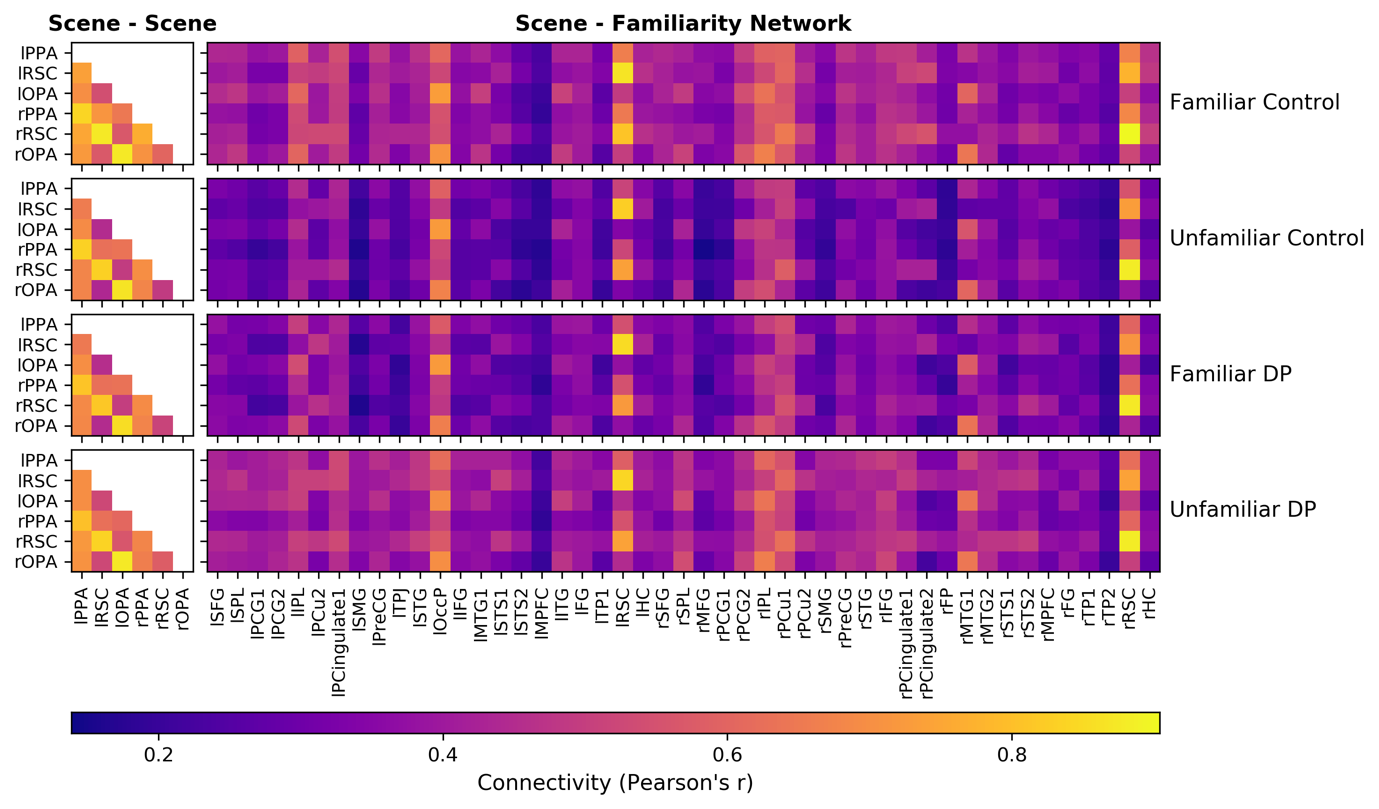 Scene - Scene
Scene - Familiarity Network
lPPA
lRSC
lOPA
rPPA
rRSC
rOPA
Familiar Control
lPPA
lRSC
lOPA
rPPA
rRSC
rOPA
Unfamiliar Control
lPPA
lRSC
lOPA
rPPA
rRSC
rOPA
Familiar DP
lPPA
lRSC
lOPA
rPPA
rRSC
rOPA
Unfamiliar DP
lPPA
lRSC
lOPA
rPPA
rRSC
rOPA
lSFG
lSPL
lPCG1
lPCG2
lIPL
lPCu2
lPCingulate1
lSMG
lPreCG
lTPJ
lSTG
lOccP
lIFG
lMTG1
lSTS1
lSTS2
lMPFC
lITG
lFG
lTP1
lRSC
lHC
rSFG
rSPL
rMFG
rPCG1
rPCG2
rIPL
rPCu1
rPCu2
rSMG
rPreCG
rSTG
rIFG
rPCingulate1
rPCingulate2
rFP
rMTG1
rMTG2
rSTS1
rSTS2
rMPFC
rFG
rTP1
rTP2
rRSC
rHC
0.2
0.4
0.6
0.8
Connectivity (Pearson's r)